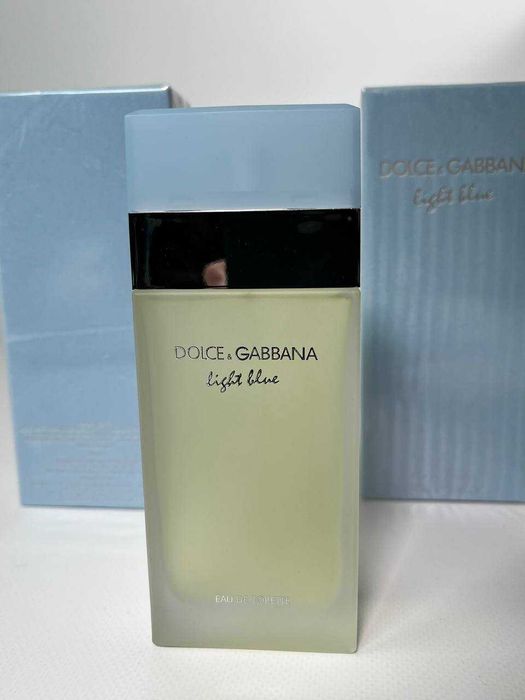 DOLCE & GABBANA
light blue
DOLCE & GABBANA
light blue
EAU DE TOILETTE